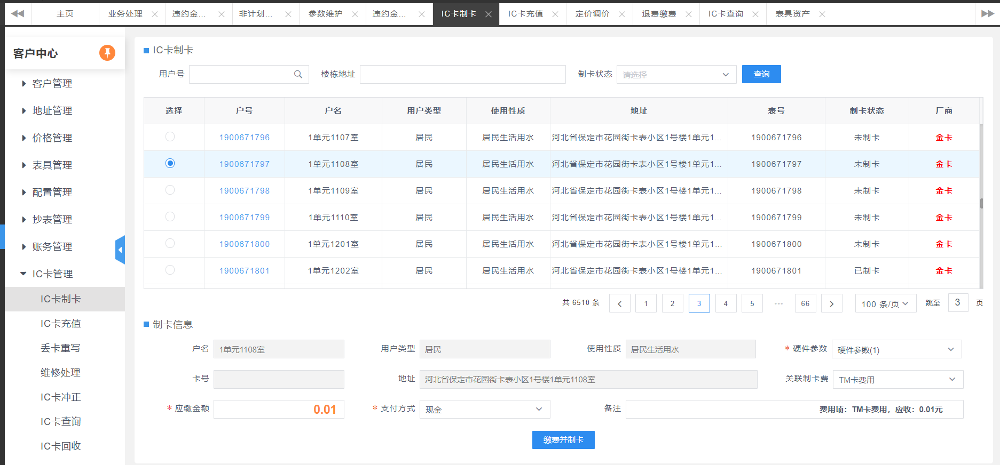 主页 业务处理 违约金... 非计划... 参数维护 违约金... IC卡制卡 IC卡充值 定价调价 退费缴费 IC卡查询 表具资产
客户中心
客户管理
地址管理
价格管理
表具管理
配置管理
抄表管理
账务管理
IC卡管理
IC卡制卡
IC卡充值
丢卡重写
维修处理
IC卡冲正
IC卡查询
IC卡回收
IC卡制卡
用户号 楼栋地址 制卡状态 请选择 查询
选择 户号 户名 用户类型 使用性质 地址 表号 制卡状态 厂商
1900671796 1单元1107室 居民 居民生活用水 河北省保定市花园街卡表小区1号楼1单元1... 1900671796 未制卡 金卡
1900671797 1单元1108室 居民 居民生活用水 河北省保定市花园街卡表小区1号楼1单元1... 1900671797 未制卡 金卡
1900671798 1单元1109室 居民 居民生活用水 河北省保定市花园街卡表小区1号楼1单元1... 1900671798 未制卡 金卡
1900671799 1单元1110室 居民 居民生活用水 河北省保定市花园街卡表小区1号楼1单元1... 1900671799 未制卡 金卡
1900671800 1单元1201室 居民 居民生活用水 河北省保定市花园街卡表小区1号楼1单元1... 1900671800 未制卡 金卡
1900671801 1单元1202室 居民 居民生活用水 河北省保定市花园街卡表小区1号楼1单元1... 1900671801 已制卡 金卡
共 6510 条 < 1 2 3 4 5 ••• 66 > 100 条/页 跳至 3 页
制卡信息
户名 1单元1108室 用户类型 居民 使用性质 居民生活用水 * 硬件参数 硬件参数(1)
卡号 地址 河北省保定市花园街卡表小区1号楼1单元1108室 关联制卡费 TM卡费用
* 应缴金额 0.01 * 支付方式 现金 备注 费用项：TM卡费用，应收：0.01元
缴费并制卡